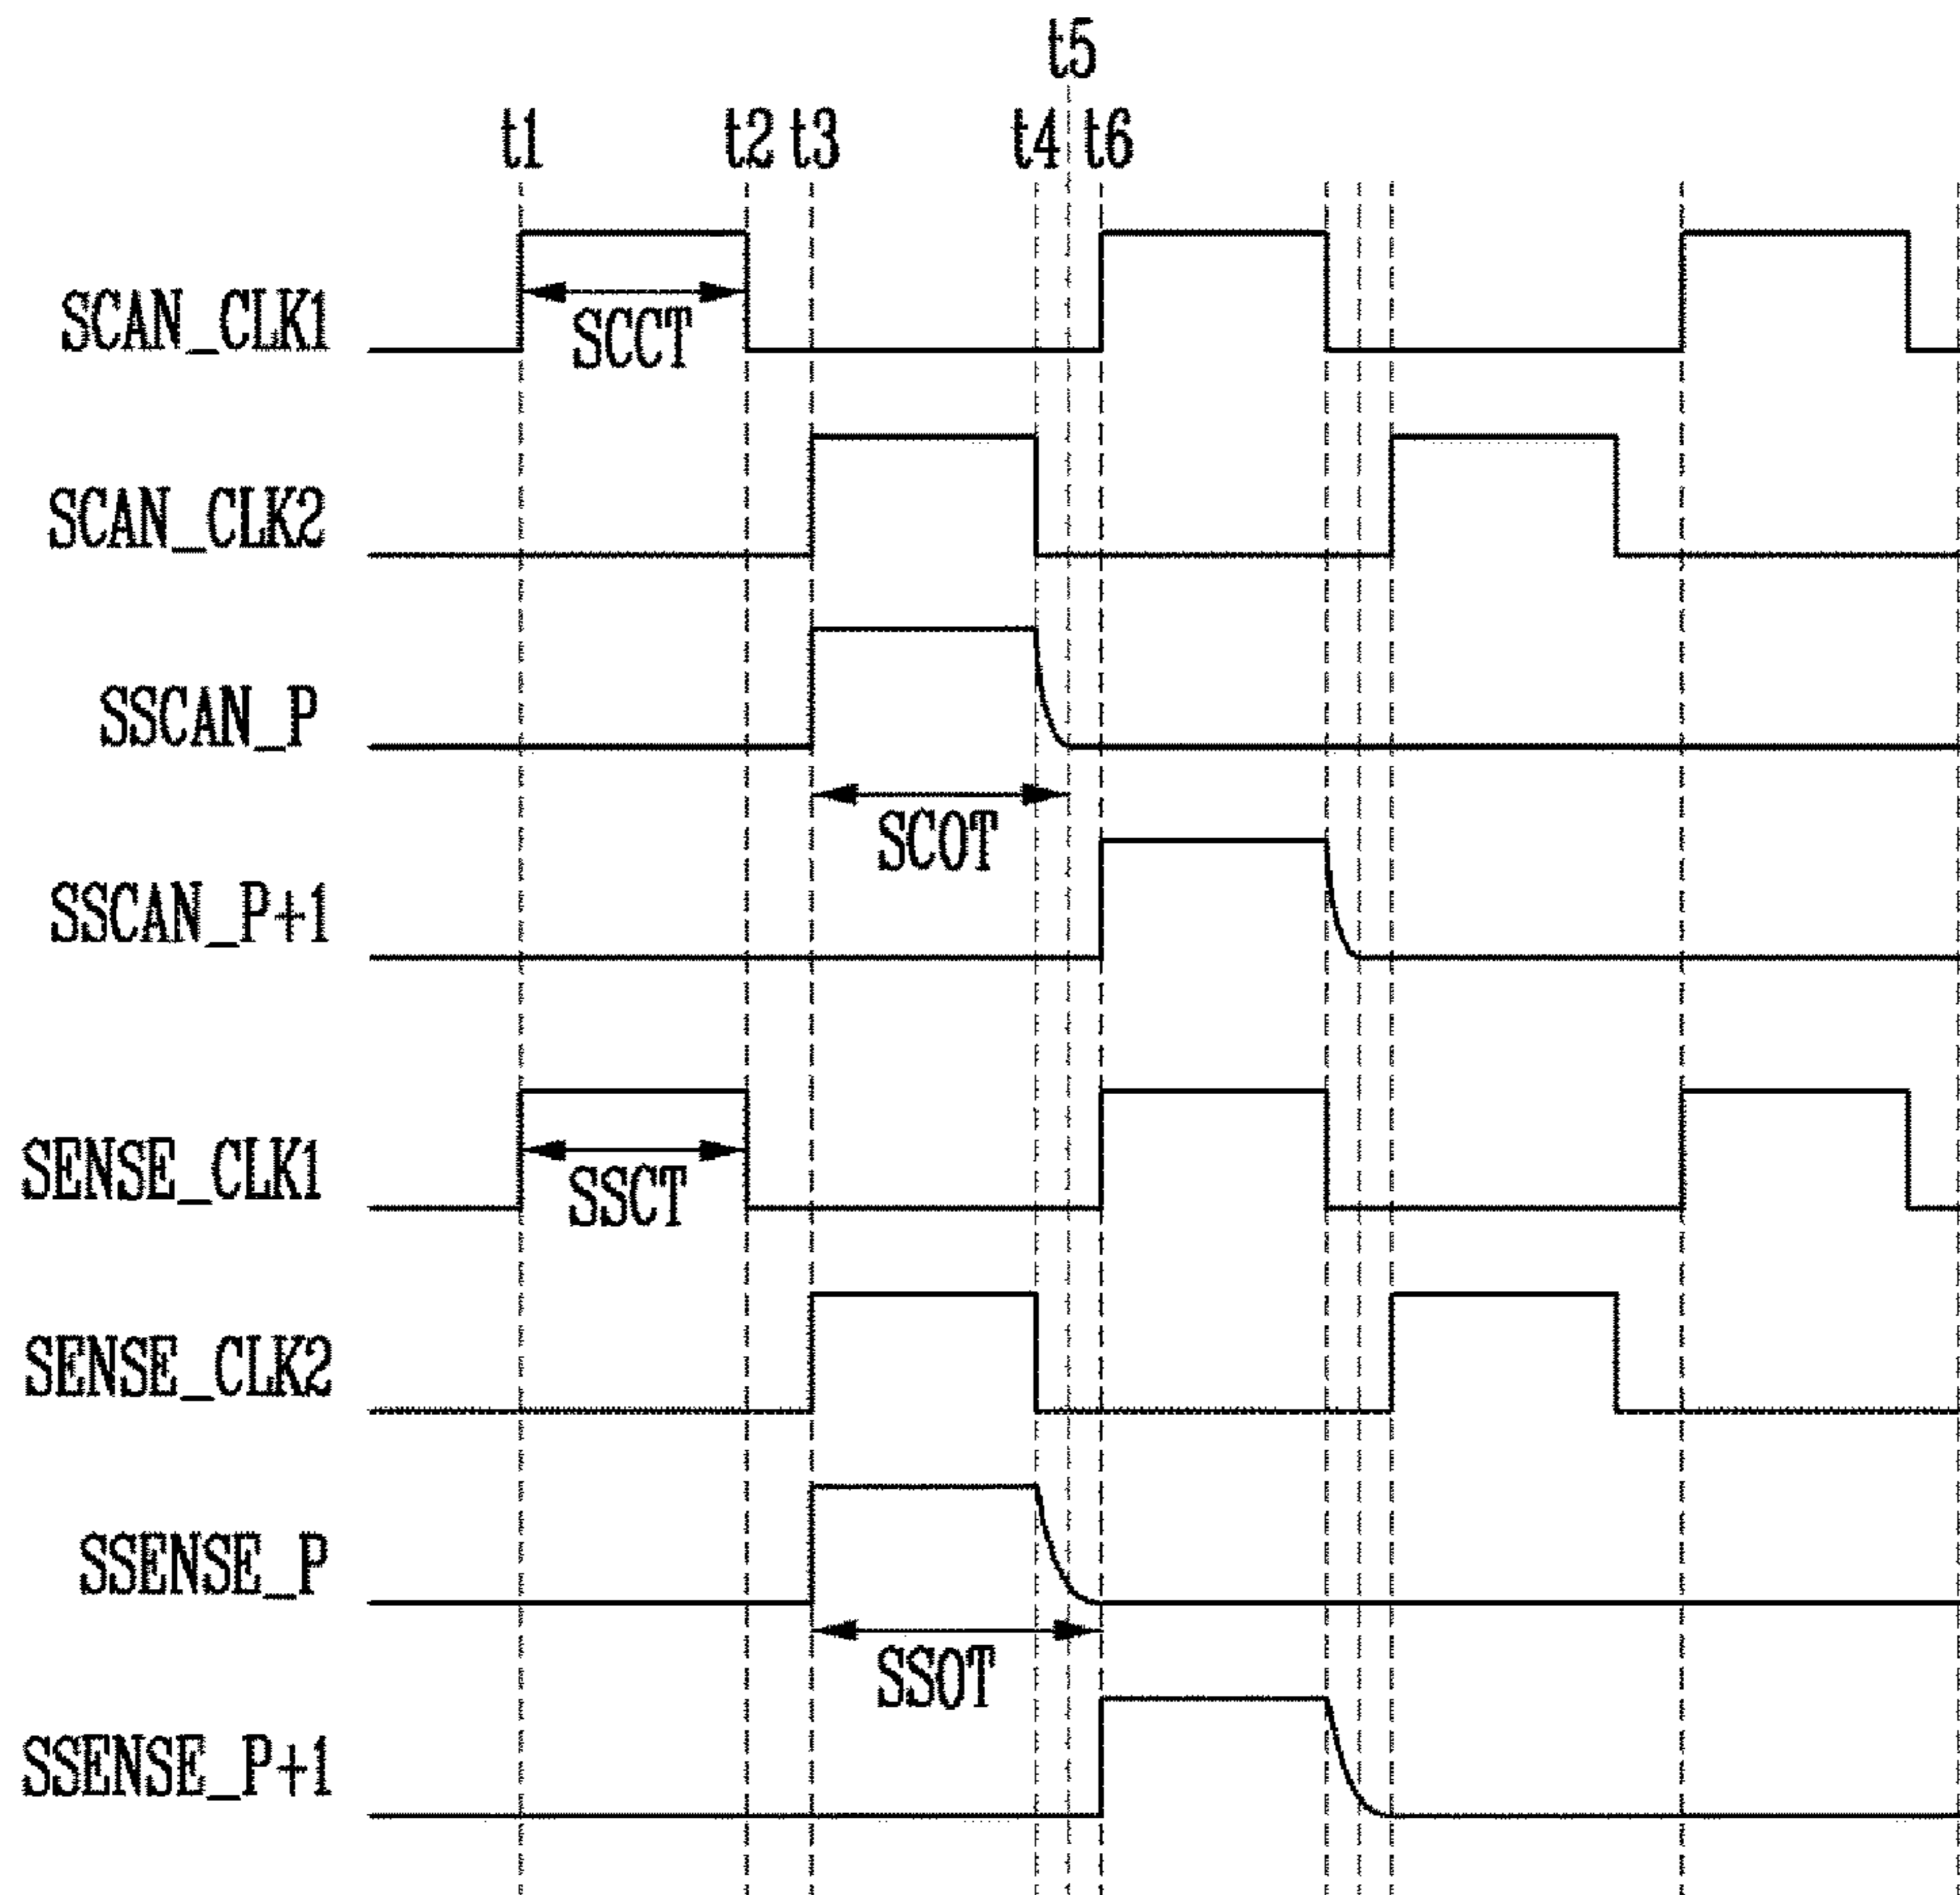 t5
t1 t2 t3 t4 t6
SCAN_CLK1
SCCT
SCAN_CLK2
SSCAN_P
SCOT
SSCAN_P+1
SENSE_CLK1
SSCT
SENSE_CLK2
SSENSE_P
SSOT
SSENSE_P+1